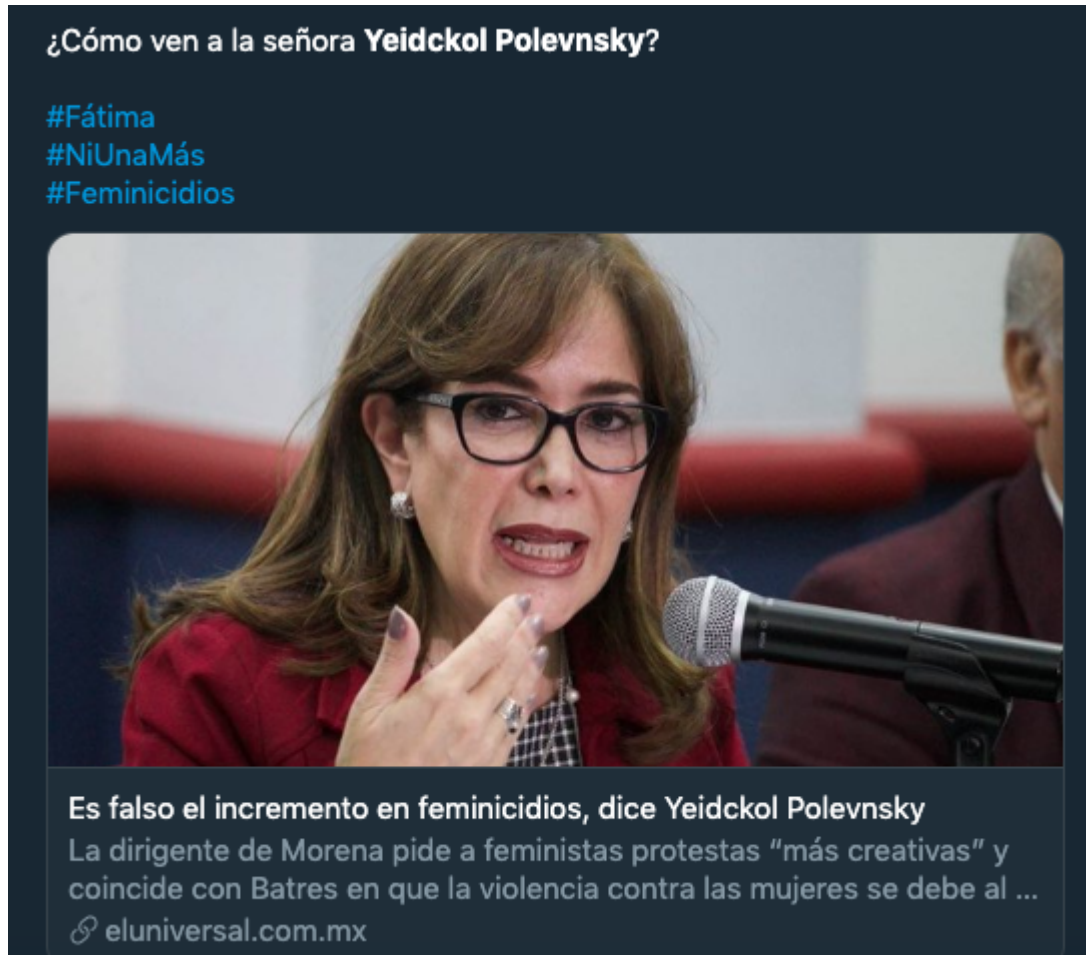 ¿Cómo ven a la señora Yeidckol Polevnsky?
#Fátima
#NiUnaMás
#Feminicidios
Es falso el incremento en feminicidios, dice Yeidckol Polevnsky
La dirigente de Morena pide a feministas protestas “más creativas” y
coincide con Batres en que la violencia contra las mujeres se debe al ...
eluniversal.com.mx